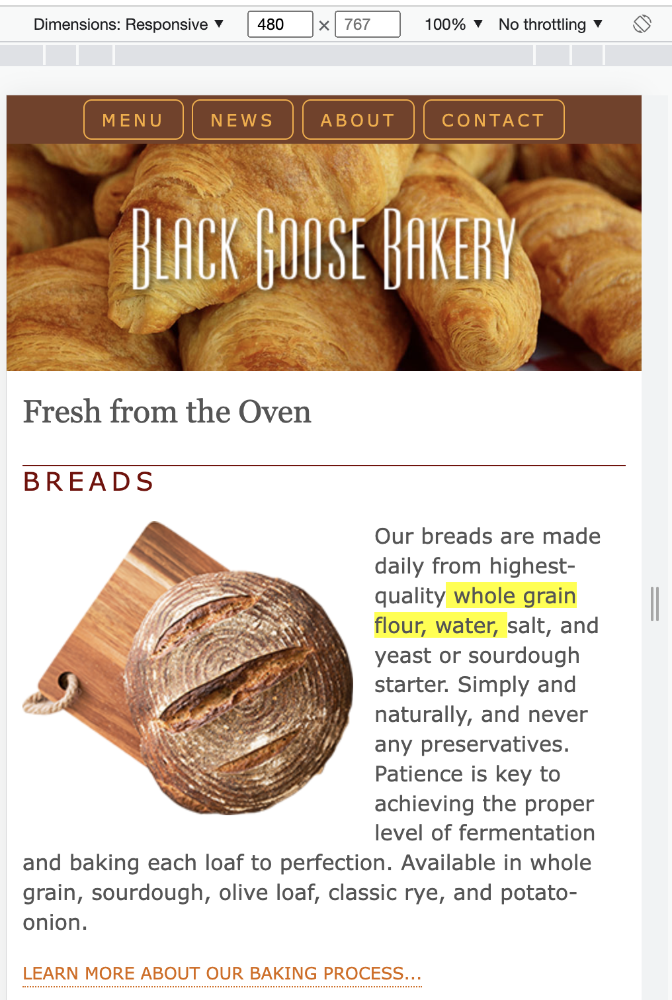 Dimensions: Responsive ▼ 480 × 767 100% ▼ No throttling ▼
MENU NEWS ABOUT CONTACT
BLACK GOOSE BAKERY
Fresh from the Oven
BREADS
Our breads are made
daily from highest-
quality whole grain
flour, water, salt, and
yeast or sourdough
starter. Simply and
naturally, and never
any preservatives.
Patience is key to
achieving the proper
level of fermentation
and baking each loaf to perfection. Available in whole
grain, sourdough, olive loaf, classic rye, and potato-
onion.
LEARN MORE ABOUT OUR BAKING PROCESS...